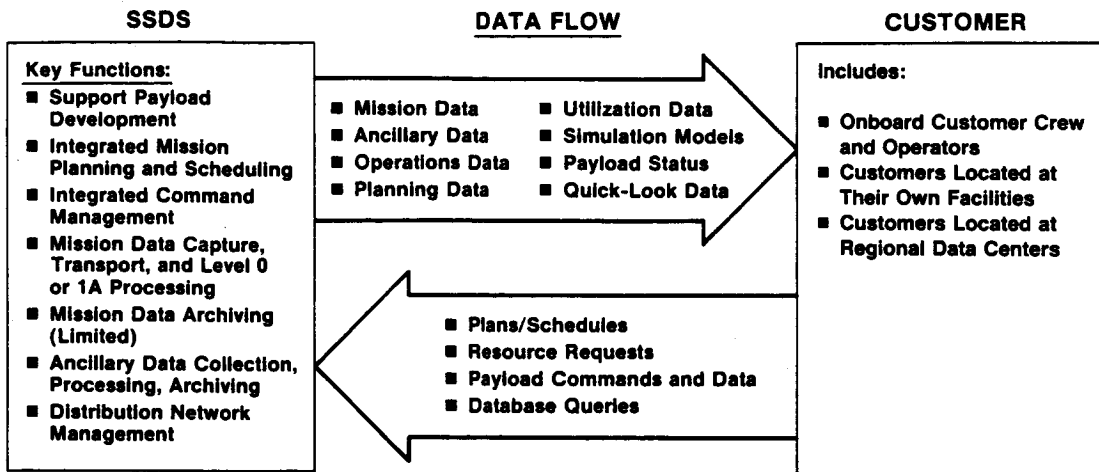 SSDS
DATA FLOW
CUSTOMER
Key Functions:
■ Support Payload
Development
■ Integrated Mission
Planning and Scheduling
■ Integrated Command
Management
■ Mission Data Capture,
Transport, and Level 0
or 1A Processing
■ Mission Data Archiving
(Limited)
■ Ancillary Data Collection,
Processing, Archiving
■ Distribution Network
Management
■ Mission Data
■ Ancillary Data
■ Operations Data
■ Planning Data
■ Utilization Data
■ Simulation Models
■ Payload Status
■ Quick-Look Data
■ Plans/Schedules
■ Resource Requests
■ Payload Commands and Data
■ Database Queries
Includes:
■ Onboard Customer Crew
and Operators
■ Customers Located at
Their Own Facilities
■ Customers Located at
Regional Data Centers